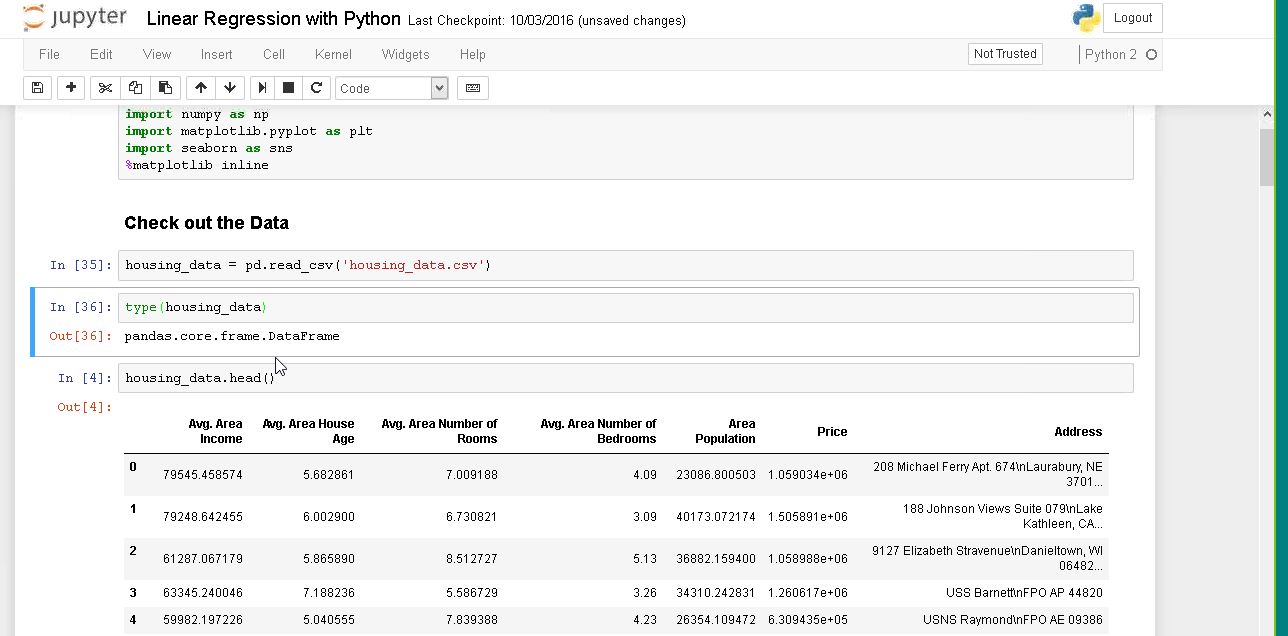 jupyter Linear Regression with Python Last Checkpoint: 10/03/2016 (unsaved changes) Logout
File Edit View Insert Cell Kernel Widgets Help Not Trusted Python 2
Code
import numpy as np
import matplotlib.pyplot as plt
import seaborn as sns
%matplotlib inline
Check out the Data
In [35]: housing_data = pd.read_csv('housing_data.csv')
In [36]: type(housing_data)
Out[36]: pandas.core.frame.DataFrame
In [4]: housing_data.head()
Out[4]:
Avg. Area Avg. Area House Avg. Area Number of Avg. Area Number of Area Price Address
Income Age Rooms Bedrooms Population
0 79545.458574 5.682861 7.009188 4.09 23086.800503 1.059034e+06 208 Michael Ferry Apt. 674\nLaurabury, NE
3701...
1 79248.642455 6.002900 6.730821 3.09 40173.072174 1.505891e+06 188 Johnson Views Suite 079\nLake
Kathleen, CA...
2 61287.067179 5.865890 8.512727 5.13 36882.159400 1.058988e+06 9127 Elizabeth Stravenue\nDanieltown, WI
06482...
3 63345.240046 7.188236 5.586729 3.26 34310.242831 1.260617e+06 USS Barnett\nFPO AP 44820
4 59982.197226 5.040555 7.839388 4.23 26354.109472 6.309435e+05 USNS Raymond\nFPO AE 09386